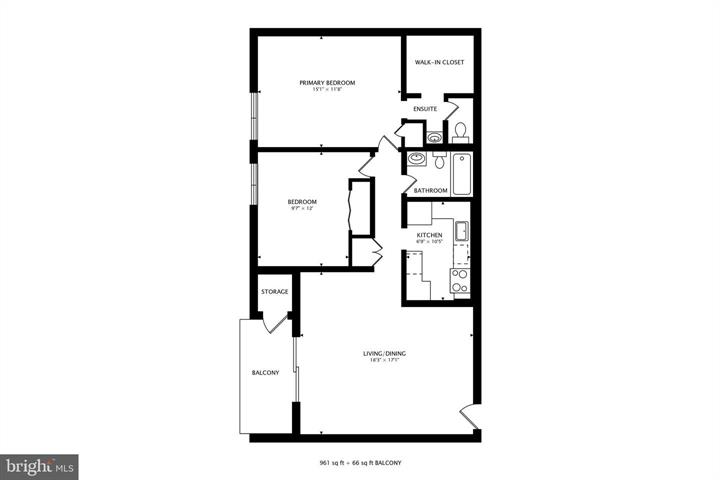 WALK-IN CLOSET
PRIMARY BEDROOM
15'1" × 11'8"
ENSUITE
BATHROOM
BEDROOM
9'7" × 12'
KITCHEN
6'9" × 10'5"
STORAGE
LIVING/DINING
16'3" × 17'1"
BALCONY
961 sq ft + 66 sq ft BALCONY
bright MLS